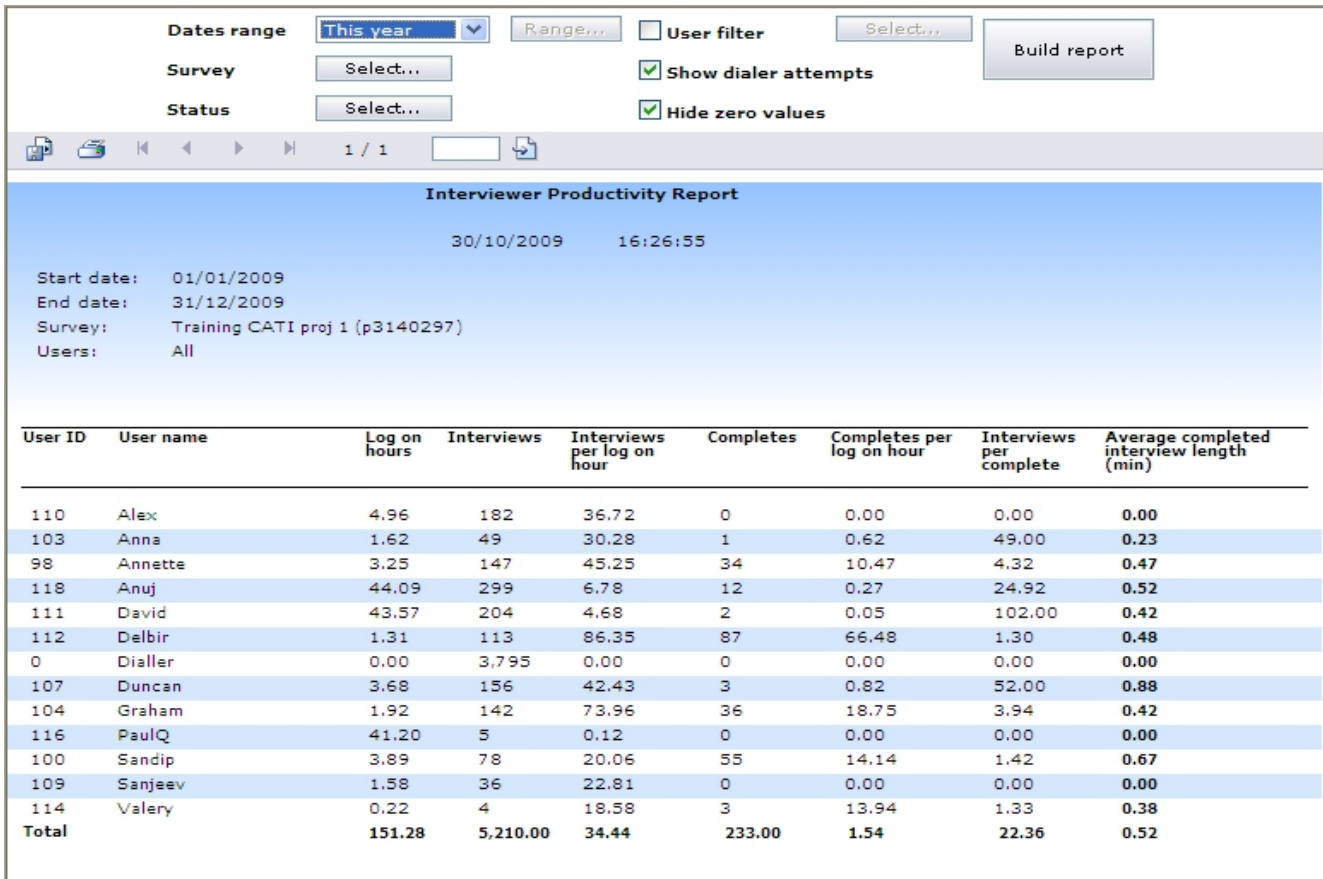 Dates range This year Range... User filter Select... Build report
Survey Select... Show dialer attempts
Status Select... Hide zero values
1 / 1
Interviewer Productivity Report
30/10/2009 16:26:55
Start date: 01/01/2009
End date: 31/12/2009
Survey: Training CATI proj 1 (p3140297)
Users: All
User ID User name Log on hours Interviews Interviews per log on hour Completes Completes per log on hour Interviews per complete Average completed interview length (min)
110 Alex 4.96 182 36.72 0 0.00 0.00 0.00
103 Anna 1.62 49 30.28 1 0.62 49.00 0.23
98 Annette 3.25 147 45.25 34 10.47 4.32 0.47
118 Anuj 44.09 299 6.78 12 0.27 24.92 0.52
111 David 43.57 204 4.68 2 0.05 102.00 0.42
112 Delbir 1.31 113 86.35 87 66.48 1.30 0.48
0 Dialler 0.00 3,795 0.00 0 0.00 0.00 0.00
107 Duncan 3.68 156 42.43 3 0.82 52.00 0.88
104 Graham 1.92 142 73.96 36 18.75 3.94 0.42
116 PaulQ 41.20 5 0.12 0 0.00 0.00 0.00
100 Sandip 3.89 78 20.06 55 14.14 1.42 0.67
109 Sanjeev 1.58 36 22.81 0 0.00 0.00 0.00
114 Valery 0.22 4 18.58 3 13.94 1.33 0.38
Total 151.28 5,210.00 34.44 233.00 1.54 22.36 0.52